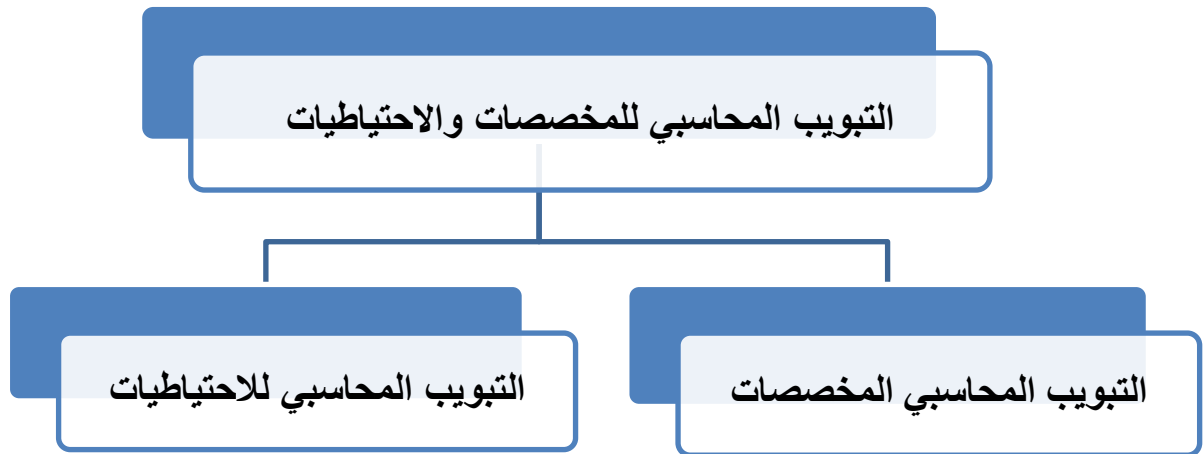 التبويب المحاسبي للمخصصات والاحتياطيات
التبويب المحاسبي المخصصات
التبويب المحاسبي للاحتياطيات